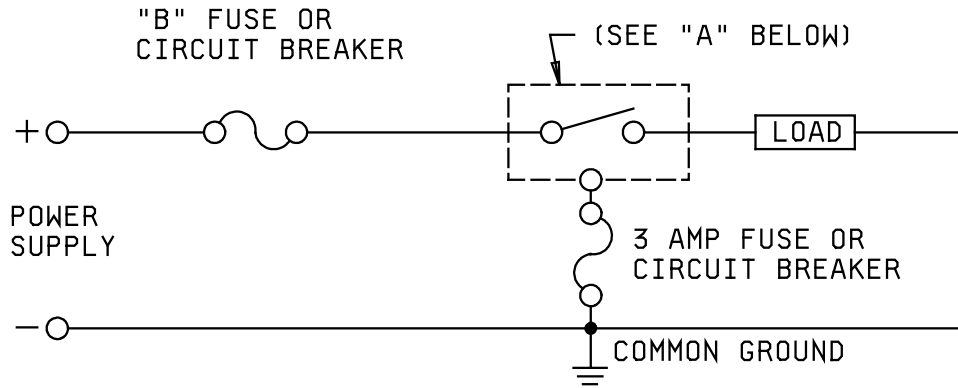 "B" FUSE OR
CIRCUIT BREAKER
(SEE "A" BELOW)
+
LOAD
POWER
SUPPLY
3 AMP FUSE OR
CIRCUIT BREAKER
−
COMMON GROUND